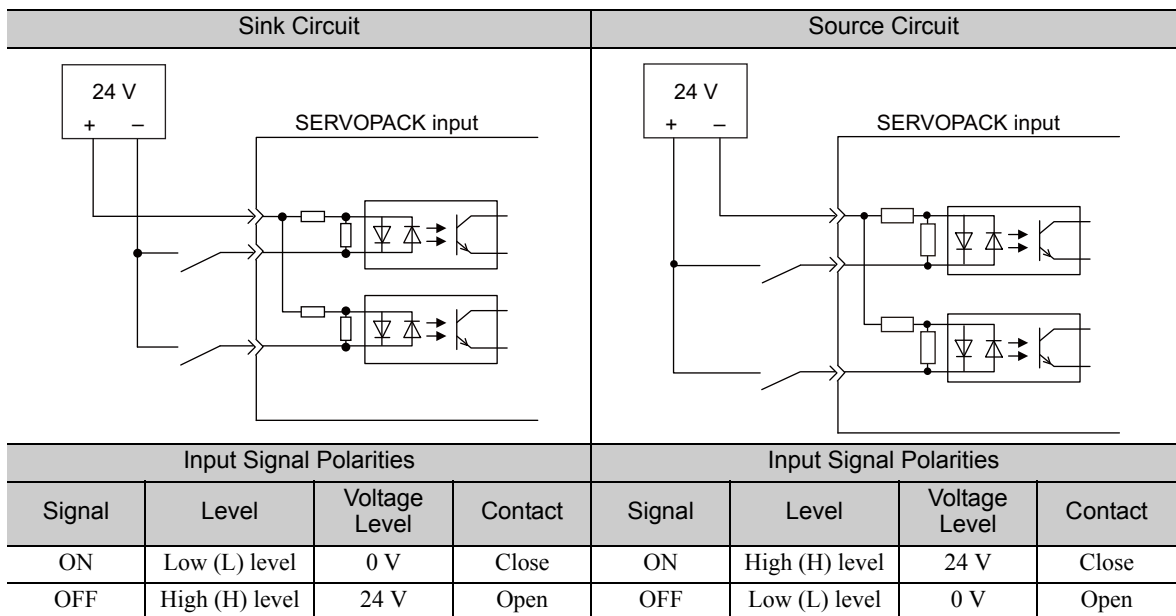 Sink Circuit Source Circuit
24 V 24 V
+ – + –
SERVOPACK input SERVOPACK input
Input Signal Polarities Input Signal Polarities
Signal Level Voltage Level Contact Signal Level Voltage Level Contact
ON Low (L) level 0 V Close ON High (H) level 24 V Close
OFF High (H) level 24 V Open OFF Low (L) level 0 V Open